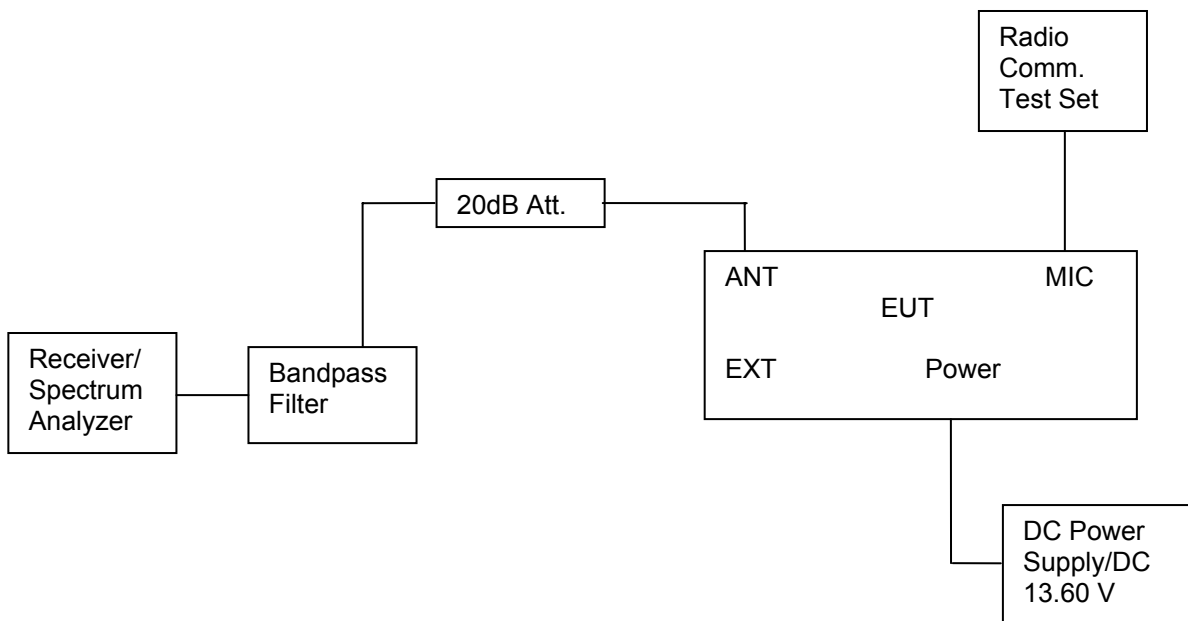 Radio
Comm.
Test Set
20dB Att.
ANT
MIC
EUT
EXT
Power
Receiver/
Spectrum
Analyzer
Bandpass
Filter
DC Power
Supply/DC
13.60 V